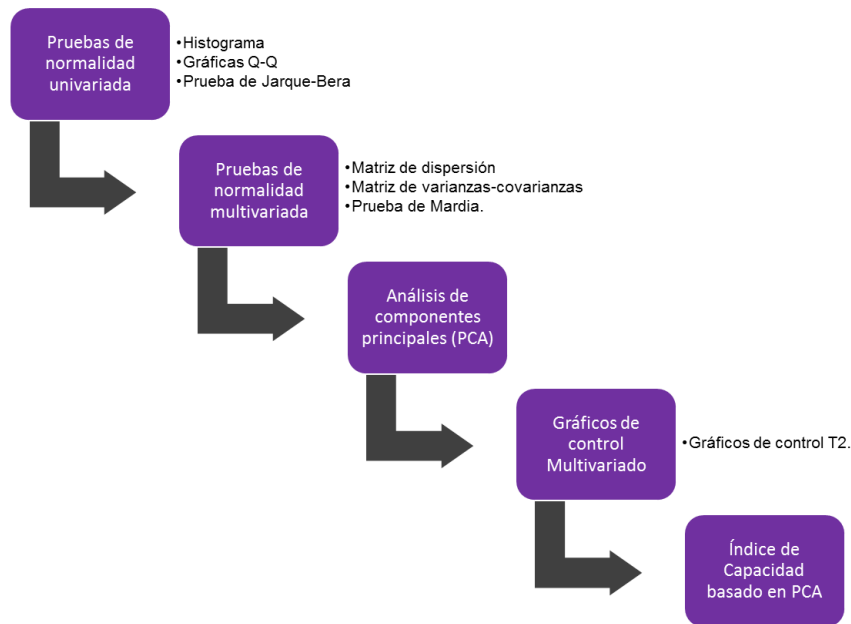 Pruebas de
normalidad
univariada
•Histograma
•Gráficas Q-Q
•Prueba de Jarque-Bera
Pruebas de
normalidad
multivariada
•Matriz de dispersión
•Matriz de varianzas-covarianzas
•Prueba de Mardia.
Análisis de
componentes
principales (PCA)
Gráficos de
control
Multivariado
•Gráficos de control T2.
Índice de
Capacidad
basado en PCA